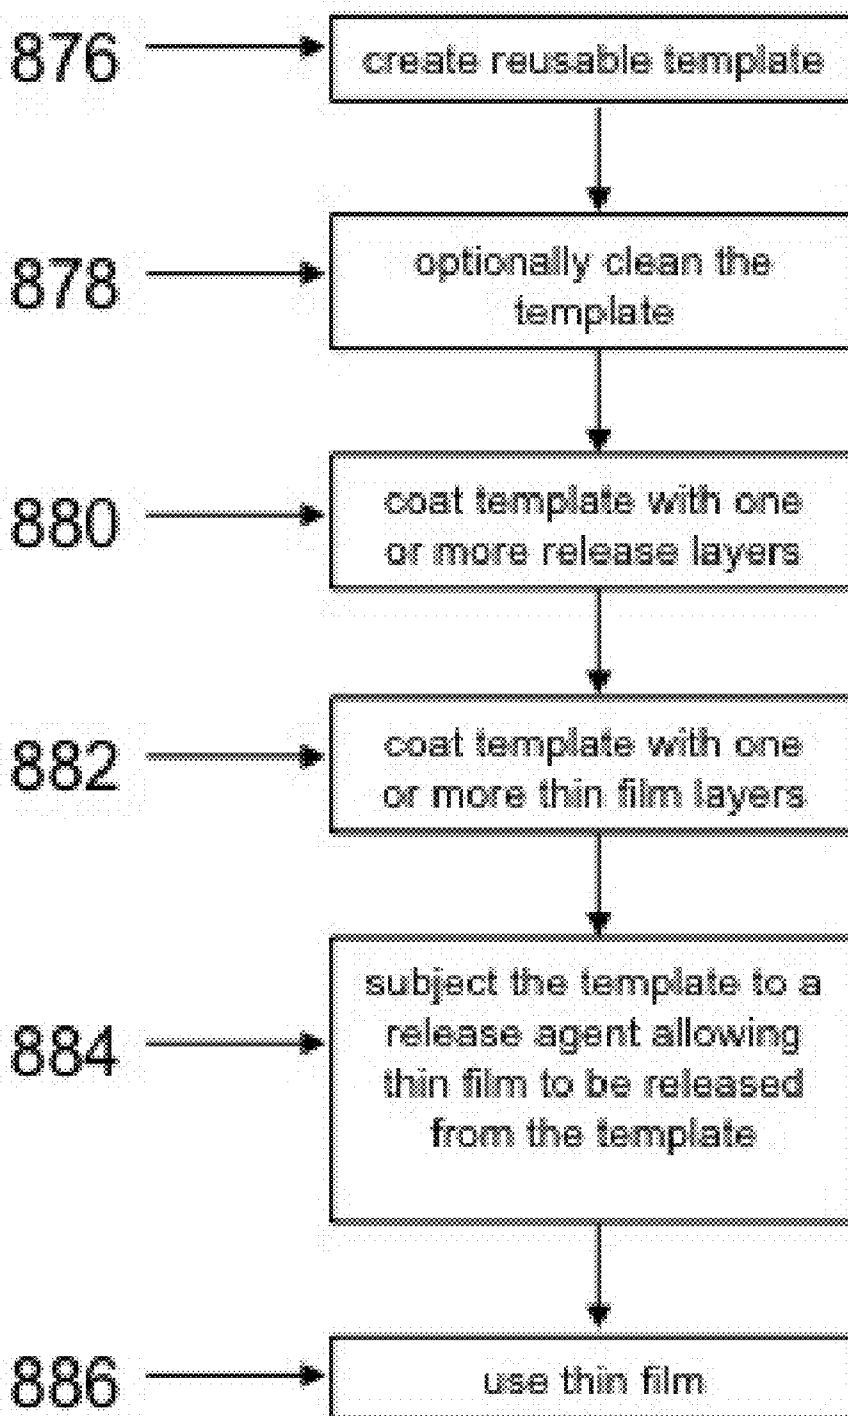 876
create reusable template
878
optionally clean the
template
880
coat template with one
or more release layers
882
coat template with one
or more thin film layers
884
subject the template to a
release agent allowing
thin film to be released
from the template
886
use thin film